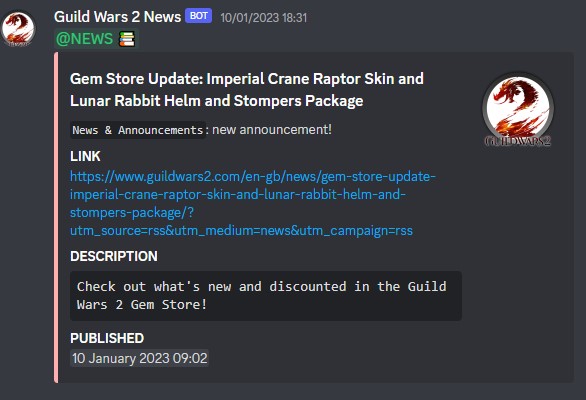 Guild Wars 2 News BOT 10/01/2023 18:31
@NEWS
Gem Store Update: Imperial Crane Raptor Skin and
Lunar Rabbit Helm and Stompers Package
GUILD WARS 2
News & Announcements: new announcement!
LINK
https://www.guildwars2.com/en-gb/news/gem-store-update-
imperial-crane-raptor-skin-and-lunar-rabbit-helm-and-
stompers-package/?
utm_source=rss&utm_medium=news&utm_campaign=rss
DESCRIPTION
Check out what's new and discounted in the Guild
Wars 2 Gem Store!
PUBLISHED
10 January 2023 09:02